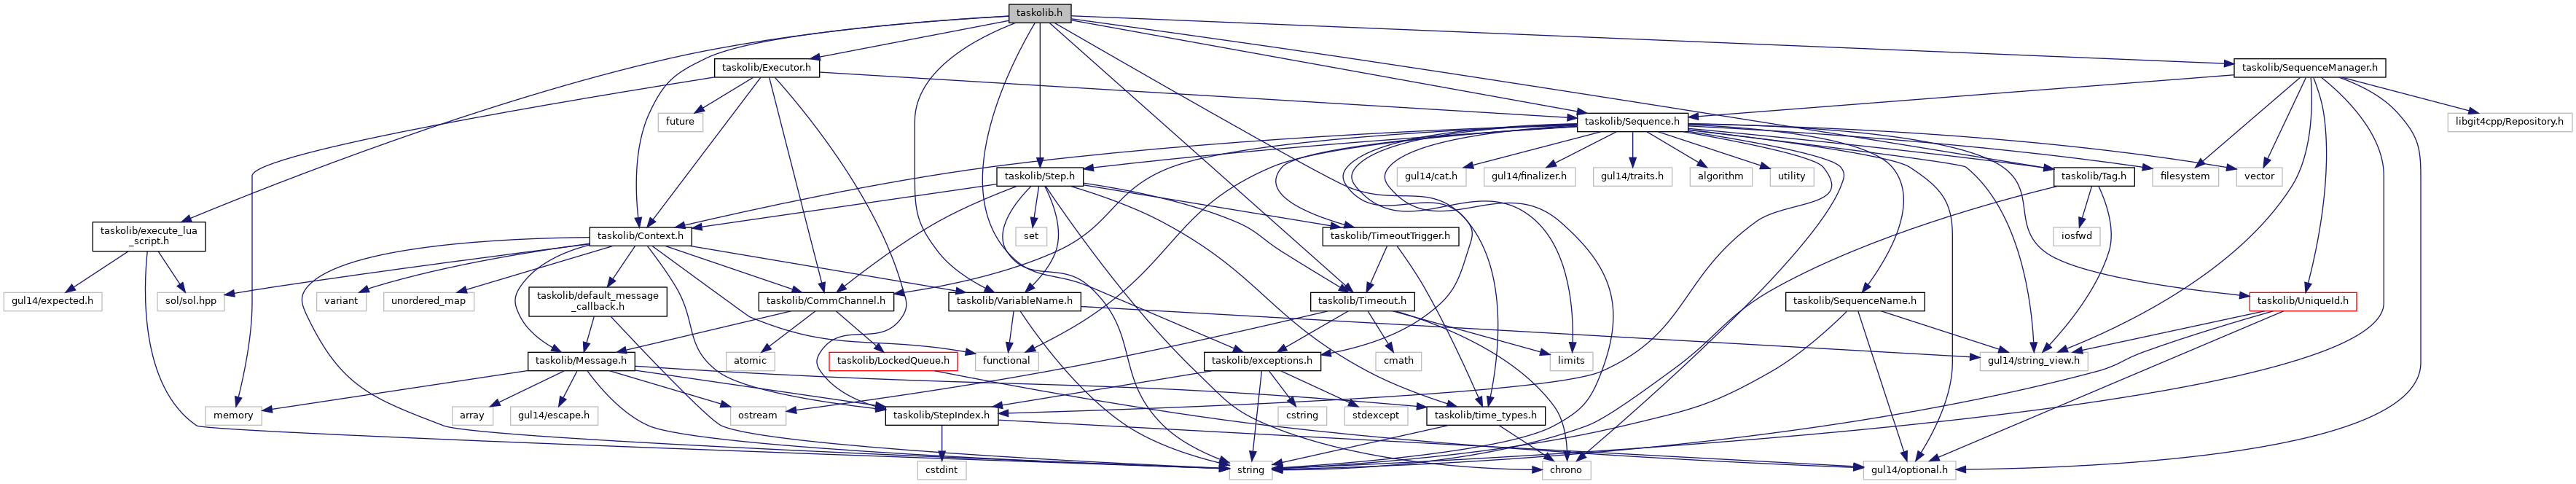 taskolib.h
taskolib/Executor.h
taskolib/SequenceManager.h
future
taskolib/Sequence.h
libgit4cpp/Repository.h
taskolib/Step.h
gul14/cat.h
gul14/finalizer.h
gul14/traits.h
algorithm
utility
taskolib/Tag.h
filesystem
vector
taskolib/execute_lua
_script.h
taskolib/Context.h
set
taskolib/TimeoutTrigger.h
iosfwd
gul14/expected.h
sol/sol.hpp
variant
unordered_map
taskolib/default_message
_callback.h
taskolib/CommChannel.h
taskolib/VariableName.h
taskolib/Timeout.h
taskolib/SequenceName.h
taskolib/UniqueId.h
taskolib/Message.h
atomic
taskolib/LockedQueue.h
functional
taskolib/exceptions.h
cmath
limits
gul14/string_view.h
memory
array
gul14/escape.h
ostream
taskolib/StepIndex.h
cstring
stdexcept
taskolib/time_types.h
cstdint
string
chrono
gul14/optional.h